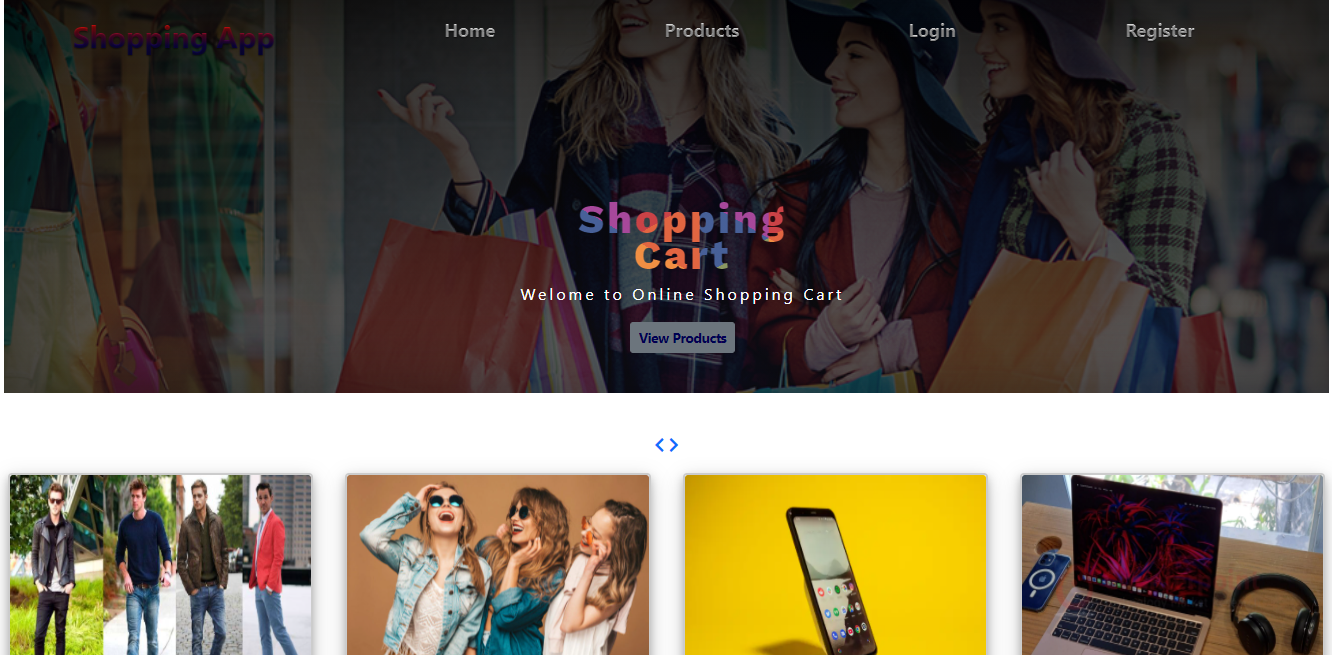 Shopping App
Home
Products
Login
Register
Shopping
Cart
Welome to Online Shopping Cart
View Products